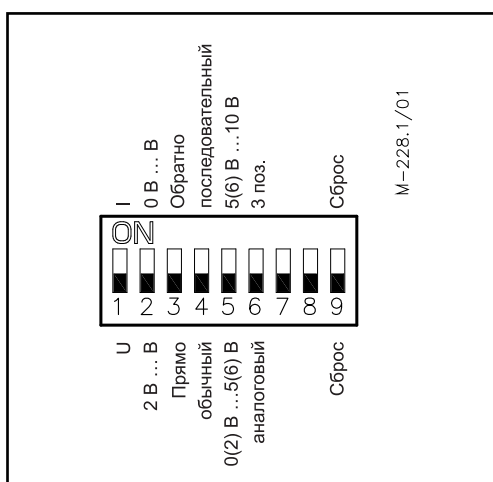 I
0 В ... В
Обратно
последовательный
5(6) В ...10 В
3 поз.
Сброс
M–228.1/01
ON
1 2 3 4 5 6 7 8 9
U
2 В ... В
Прямо
обычный
0(2) В ...5(6) В
аналоговый
Сброс